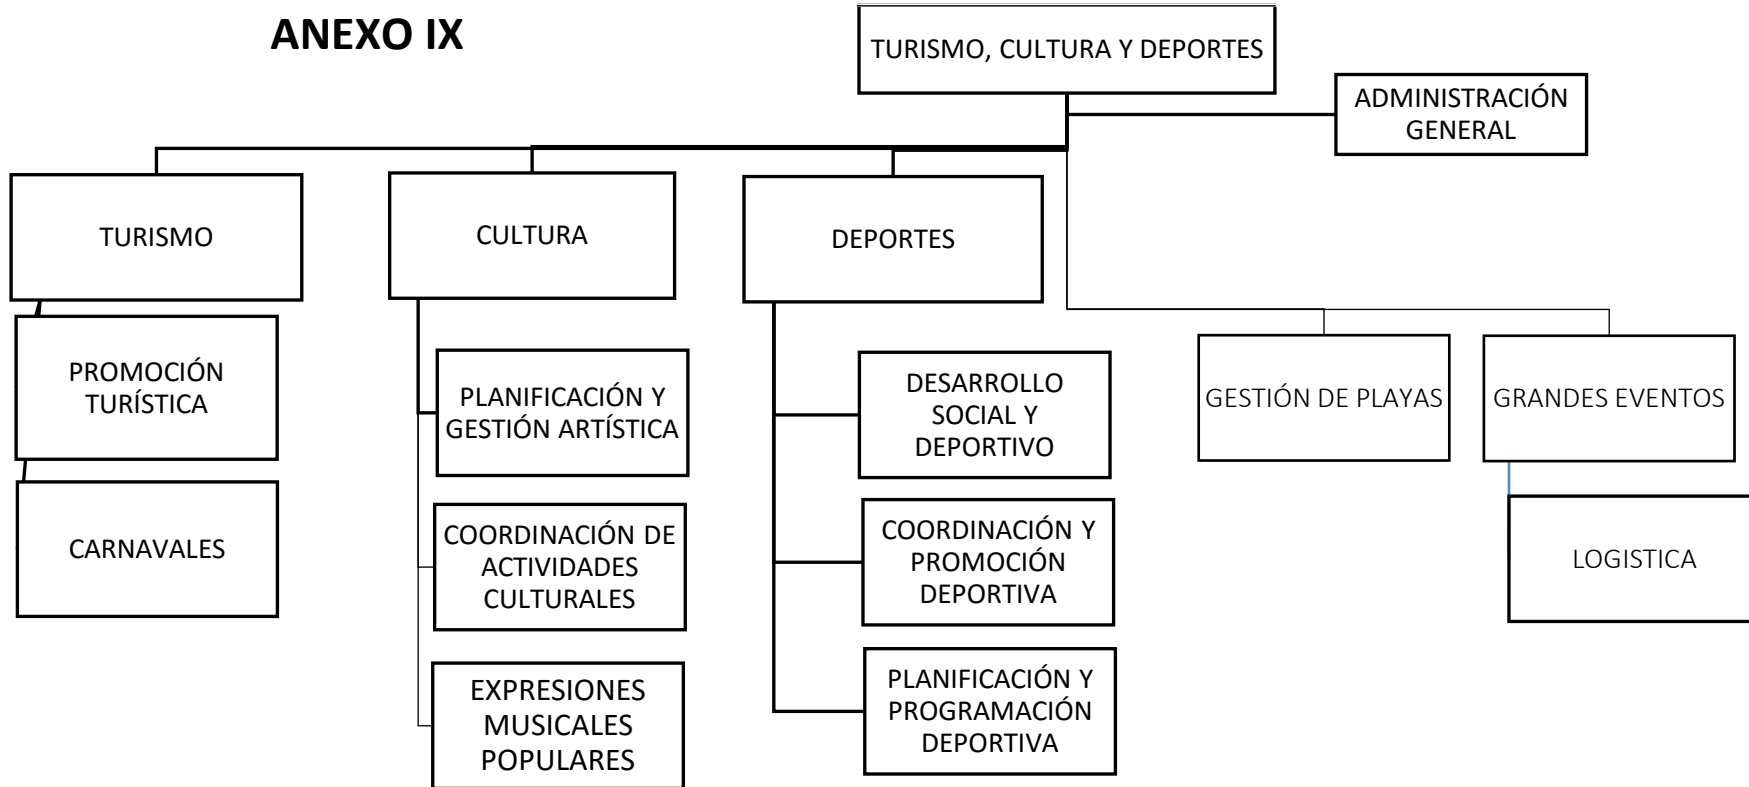 ANEXO IX
TURISMO, CULTURA Y DEPORTES
ADMINISTRACIÓN
GENERAL
TURISMO
CULTURA
DEPORTES
PROMOCIÓN
TURÍSTICA
CARNAVALES
PLANIFICACIÓN Y
GESTIÓN ARTÍSTICA
COORDINACIÓN DE
ACTIVIDADES
CULTURALES
EXPRESIONES
MUSICALES
POPULARES
DESARROLLO
SOCIAL Y
DEPORTIVO
COORDINACIÓN Y
PROMOCIÓN
DEPORTIVA
PLANIFICACIÓN Y
PROGRAMACIÓN
DEPORTIVA
GESTIÓN DE PLAYAS
GRANDES EVENTOS
LOGISTICA